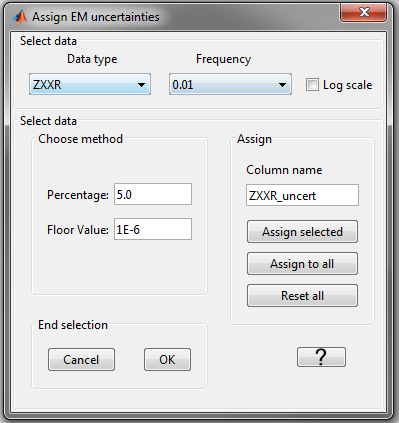 Assign EM uncertainties
Select data
Data type Frequency
ZXXR 0.01 Log scale
Select data
Choose method Assign
Column name
Percentage: 5.0 ZXXR_uncert
Floor Value: 1E-6 Assign selected
Assign to all
Reset all
End selection
Cancel OK ?